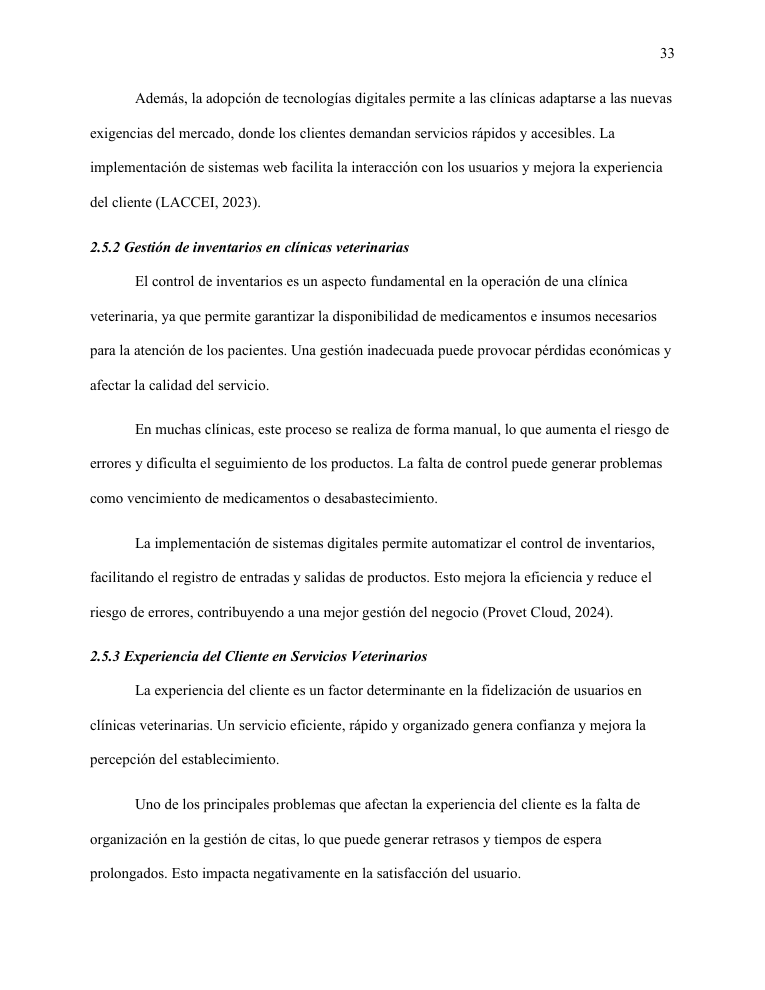 33
Además, la adopción de tecnologías digitales permite a las clínicas adaptarse a las nuevas
exigencias del mercado, donde los clientes demandan servicios rápidos y accesibles. La
implementación de sistemas web facilita la interacción con los usuarios y mejora la experiencia
del cliente (LACCEI, 2023).
2.5.2 Gestión de inventarios en clínicas veterinarias
El control de inventarios es un aspecto fundamental en la operación de una clínica
veterinaria, ya que permite garantizar la disponibilidad de medicamentos e insumos necesarios
para la atención de los pacientes. Una gestión inadecuada puede provocar pérdidas económicas y
afectar la calidad del servicio.
En muchas clínicas, este proceso se realiza de forma manual, lo que aumenta el riesgo de
errores y dificulta el seguimiento de los productos. La falta de control puede generar problemas
como vencimiento de medicamentos o desabastecimiento.
La implementación de sistemas digitales permite automatizar el control de inventarios,
facilitando el registro de entradas y salidas de productos. Esto mejora la eficiencia y reduce el
riesgo de errores, contribuyendo a una mejor gestión del negocio (Provet Cloud, 2024).
2.5.3 Experiencia del Cliente en Servicios Veterinarios
La experiencia del cliente es un factor determinante en la fidelización de usuarios en
clínicas veterinarias. Un servicio eficiente, rápido y organizado genera confianza y mejora la
percepción del establecimiento.
Uno de los principales problemas que afectan la experiencia del cliente es la falta de
organización en la gestión de citas, lo que puede generar retrasos y tiempos de espera
prolongados. Esto impacta negativamente en la satisfacción del usuario.